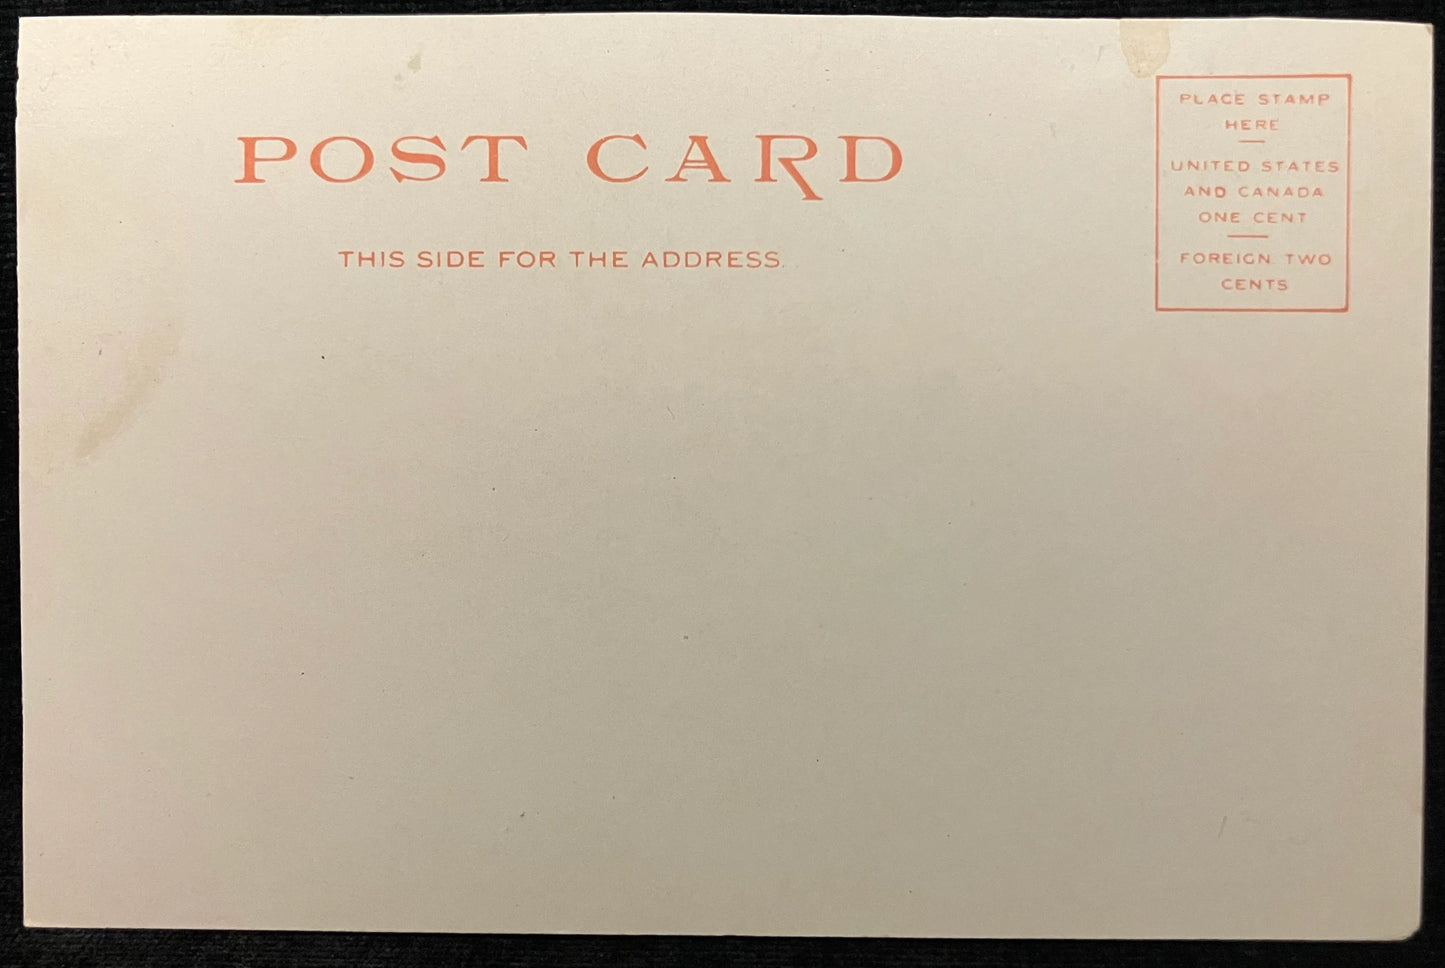 POST CARD
THIS SIDE FOR THE ADDRESS.
PLACE STAMP
HERE
UNITED STATES
AND CANADA
ONE CENT
FOREIGN TWO
CENTS